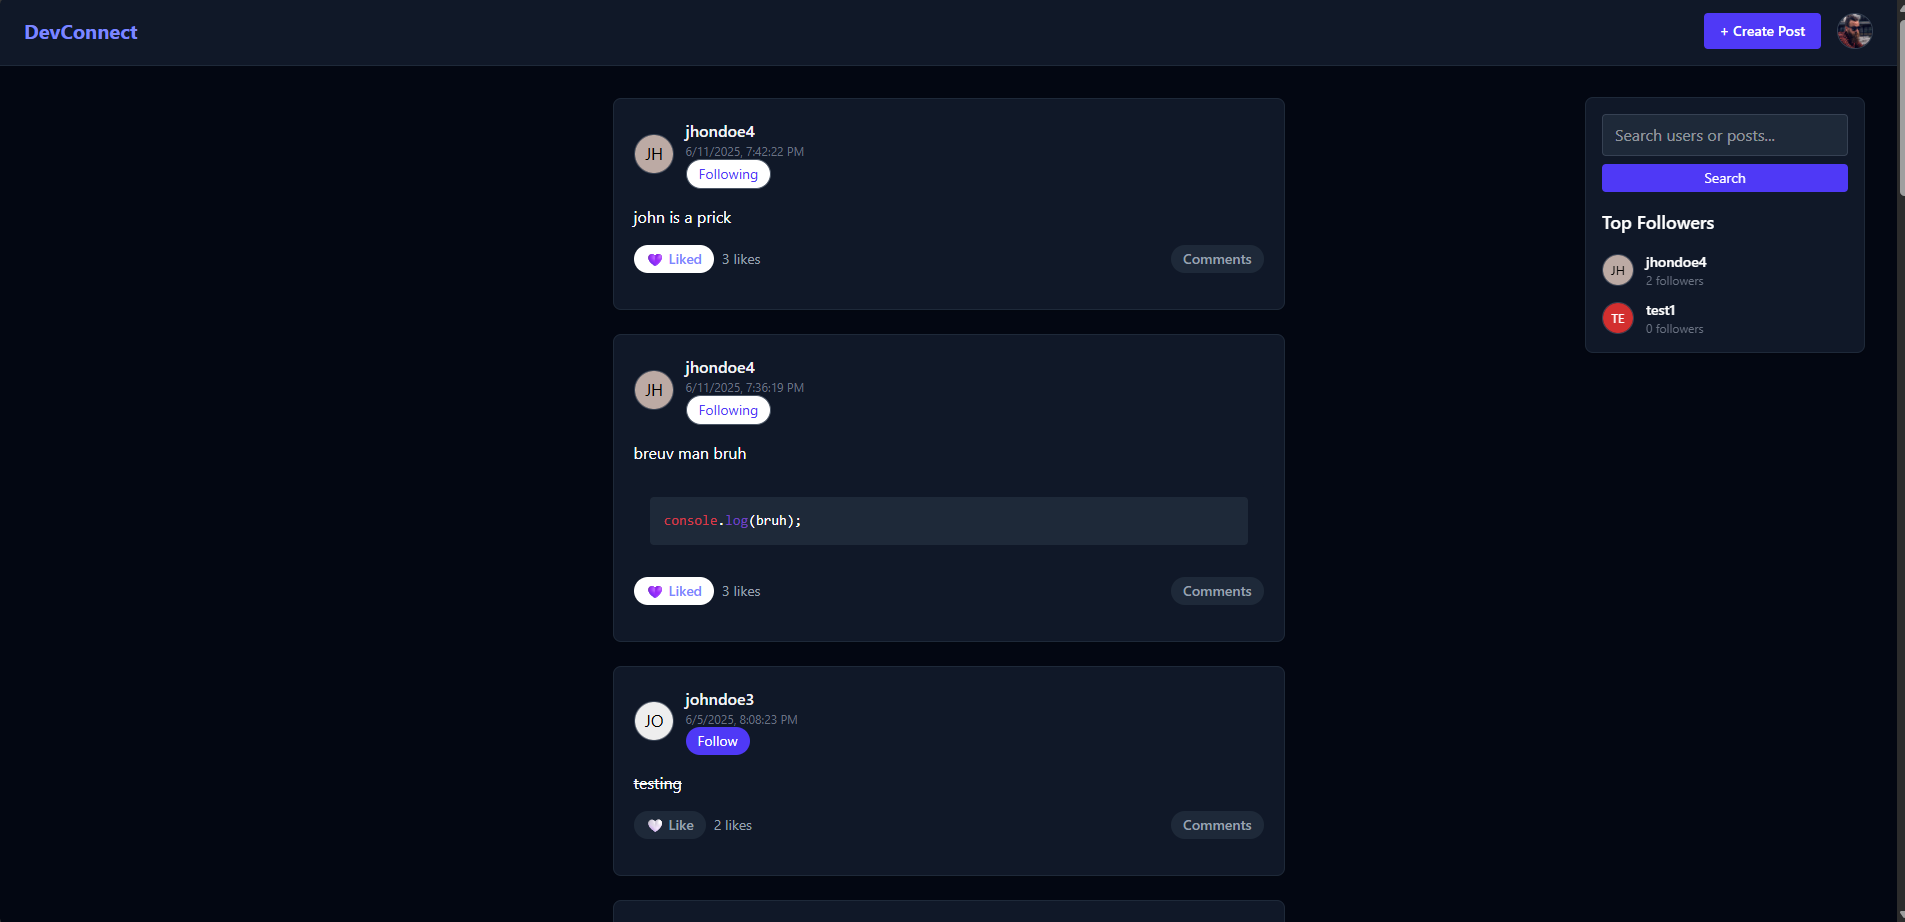 DevConnect
+ Create Post
JH
jhondoe4
6/11/2025, 7:42:22 PM
Following
john is a prick
💜 Liked 3 likes
Comments
JH
jhondoe4
6/11/2025, 7:36:19 PM
Following
breuv man bruh
console.log(bruh);
💜 Liked 3 likes
Comments
JO
johndoe3
6/5/2025, 8:08:23 PM
Follow
testing
🤍 Like 2 likes
Comments
Search users or posts...
Search
Top Followers
JH
jhondoe4
2 followers
TE
test1
0 followers